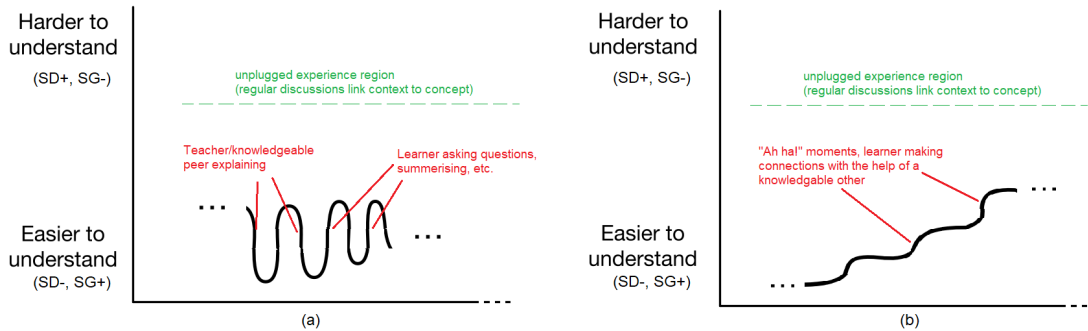 Harder to
understand
(SD+, SG-)
unplugged experience region
(regular discussions link context to concept)
Teacher/knowledgeable
peer explaining
Learner asking questions,
summerising, etc.
Easier to
understand
(SD-, SG+)
(a)
Harder to
understand
(SD+, SG-)
unplugged experience region
(regular discussions link context to concept)
"Ah ha!" moments, learner making
connections with the help of a
knowledgable other
Easier to
understand
(SD-, SG+)
(b)